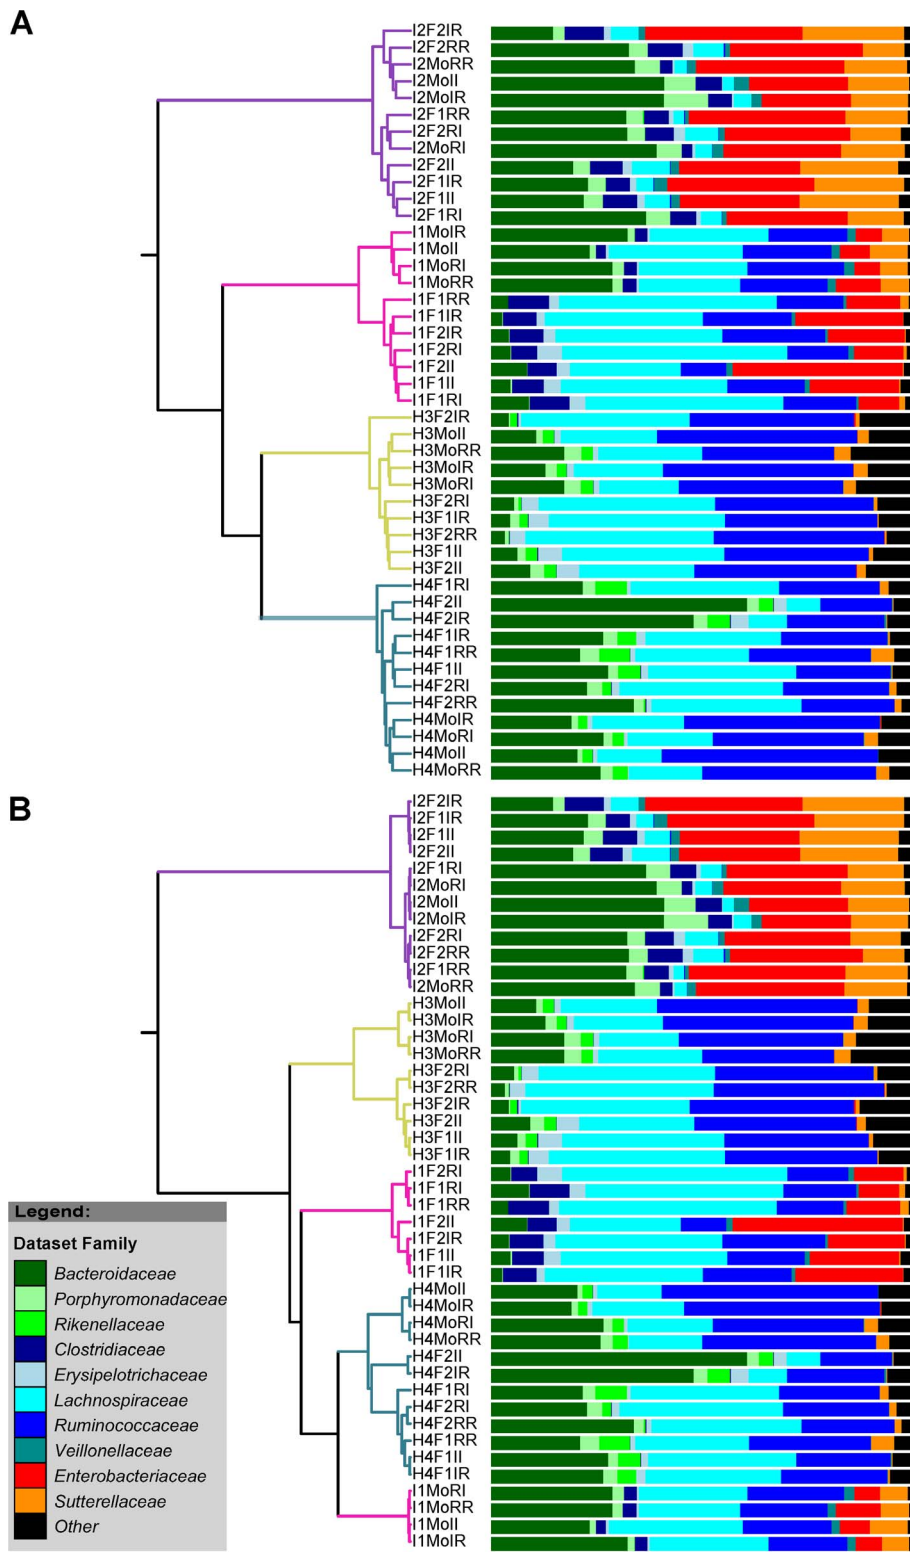 A
I2F2IR
I2F2RR
I2MoRR
I2MoII
I2MoIR
I2F1RR
I2F2RI
I2MoRI
I2F2II
I2F1IR
I2F1II
I2F1RI
I1MoIR
I1MoII
I1MoRI
I1MoRR
I1F1RR
I1F1IR
I1F2IR
I1F2RI
I1F2II
I1F1II
I1F1RI
H3F2IR
H3MoII
H3MoRR
H3MoIR
H3MoRI
H3F2RI
H3F1IR
H3F2RR
H3F1II
H3F2II
H4F1RI
H4F2II
H4F2IR
H4F1IR
H4F1RR
H4F1II
H4F2RI
H4F2RR
H4MoIR
H4MoRI
H4MoII
H4MoRR
B
I2F2IR
I2F1IR
I2F1II
I2F2II
I2F1RI
I2MoRI
I2MoII
I2MoIR
I2F2RI
I2F2RR
I2F1RR
I2MoRR
H3MoII
H3MoIR
H3MoRI
H3MoRR
H3F2RI
H3F2RR
H3F2IR
H3F2II
H3F1II
H3F1IR
I1F2RI
I1F1RI
I1F1RR
I1F2II
I1F2IR
I1F1II
I1F1IR
H4MoII
H4MoIR
H4MoRI
H4MoRR
H4F2II
H4F2IR
H4F1RI
H4F2RI
H4F2RR
H4F1RR
H4F1II
H4F1IR
I1MoRI
I1MoRR
I1MoII
I1MoIR
Legend:
Dataset Family
Bacteroidaceae
Porphyromonadaceae
Rikenellaceae
Clostridiaceae
Erysipelotrichaceae
Lachnospiraceae
Ruminococcaceae
Veillonellaceae
Enterobacteriaceae
Sutterellaceae
Other